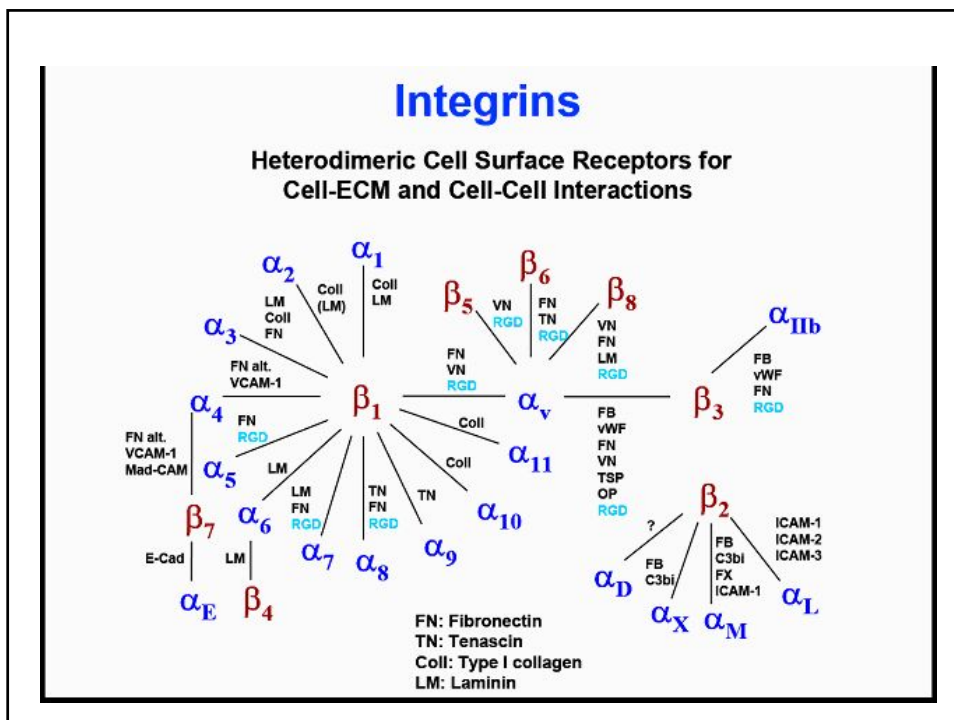 Integrins
Heterodimeric Cell Surface Receptors for
Cell-ECM and Cell-Cell Interactions
α1
α2
α3
α4
α5
α6
α7
α8
α9
α10
α11
αv
β1
Coll
LM
Coll
(LM)
LM
Coll
FN
FN alt.
VCAM-1
FN
RGD
LM
LM
FN
RGD
TN
FN
RGD
TN
Coll
Coll
FN
VN
RGD
FN alt.
VCAM-1
Mad-CAM
β7
E-Cad
αE
LM
β4
β5
VN
RGD
β6
FN
TN
RGD
β8
VN
FN
LM
RGD
FB
vWF
FN
VN
TSP
OP
RGD
β3
αIIb
FB
vWF
FN
RGD
β2
?
αD
FB
C3bi
αX
FB
C3bi
FX
ICAM-1
αM
ICAM-1
ICAM-2
ICAM-3
αL
FN: Fibronectin
TN: Tenascin
Coll: Type I collagen
LM: Laminin